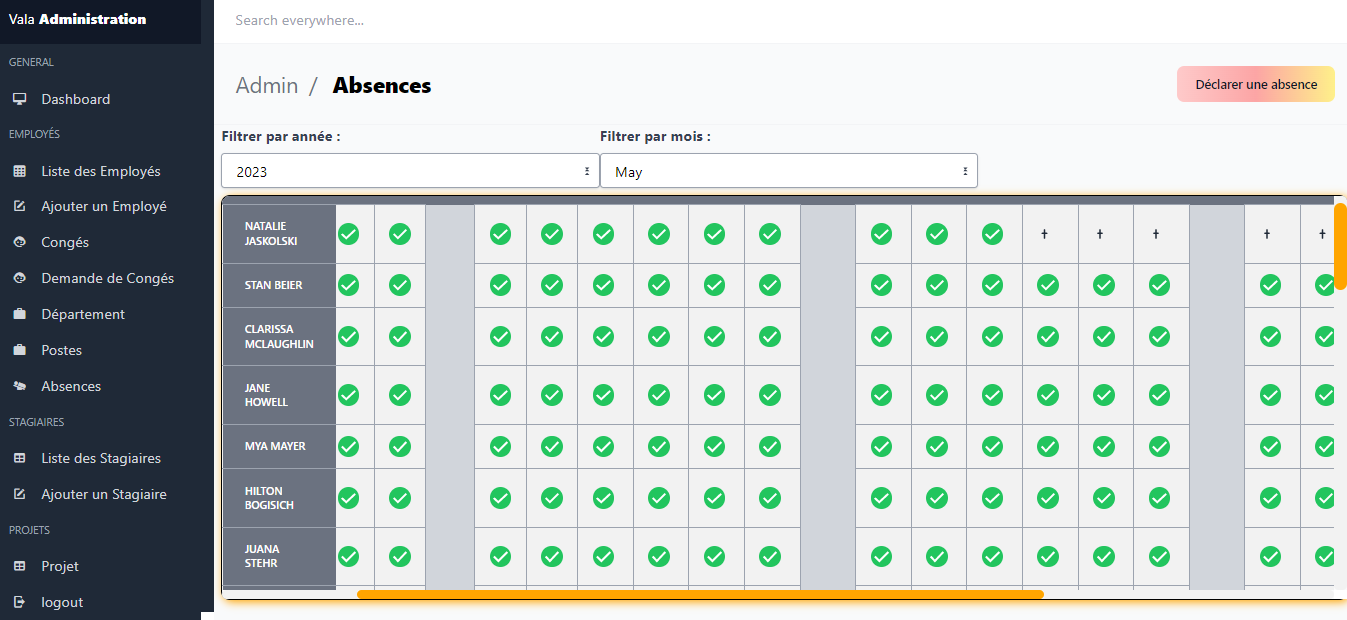 Vala Administration
Search everywhere...
GENERAL
Dashboard
EMPLOYÉS
Liste des Employés
Ajouter un Employé
Congés
Demande de Congés
Département
Postes
Absences
STAGIAIRES
Liste des Stagiaires
Ajouter un Stagiaire
PROJETS
Projet
logout
Admin / Absences
Déclarer une absence
Filtrer par année :
Filtrer par mois :
2023
May
NATALIE
JASKOLSKI
STAN BEIER
CLARISSA
MCLAUGHLIN
JANE
HOWELL
MYA MAYER
HILTON
BOGISICH
JUANA
STEHR